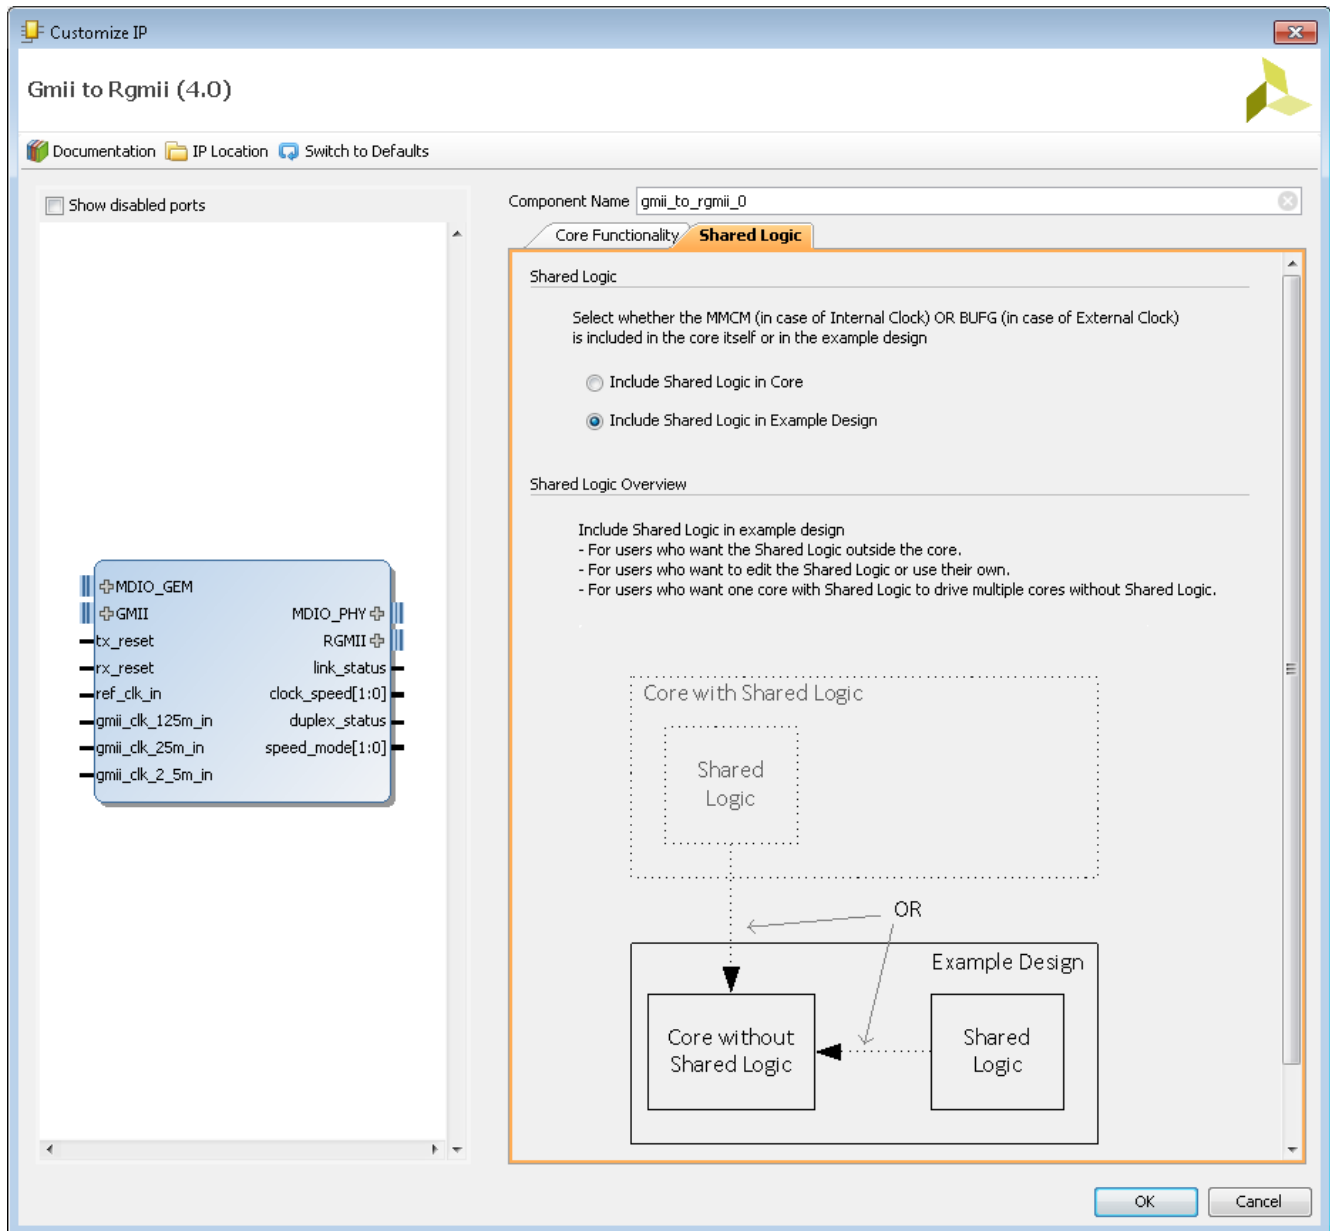 Customize IP
Gmii to Rgmii (4.0)
Documentation IP Location Switch to Defaults
Show disabled ports
MDIO_GEM
GMII
tx_reset
rx_reset
ref_clk_in
gmii_clk_125m_in
gmii_clk_25m_in
gmii_clk_2_5m_in
MDIO_PHY
RGMII
link_status
clock_speed[1:0]
duplex_status
speed_mode[1:0]
Component Name gmii_to_rgmii_0
Core Functionality Shared Logic
Shared Logic
Select whether the MMCM (in case of Internal Clock) OR BUFG (in case of External Clock)
is included in the core itself or in the example design
Include Shared Logic in Core
Include Shared Logic in Example Design
Shared Logic Overview
Include Shared Logic in example design
- For users who want the Shared Logic outside the core.
- For users who want to edit the Shared Logic or use their own.
- For users who want one core with Shared Logic to drive multiple cores without Shared Logic.
Core with Shared Logic
Shared
Logic
OR
Example Design
Core without
Shared Logic
Shared
Logic
OK Cancel